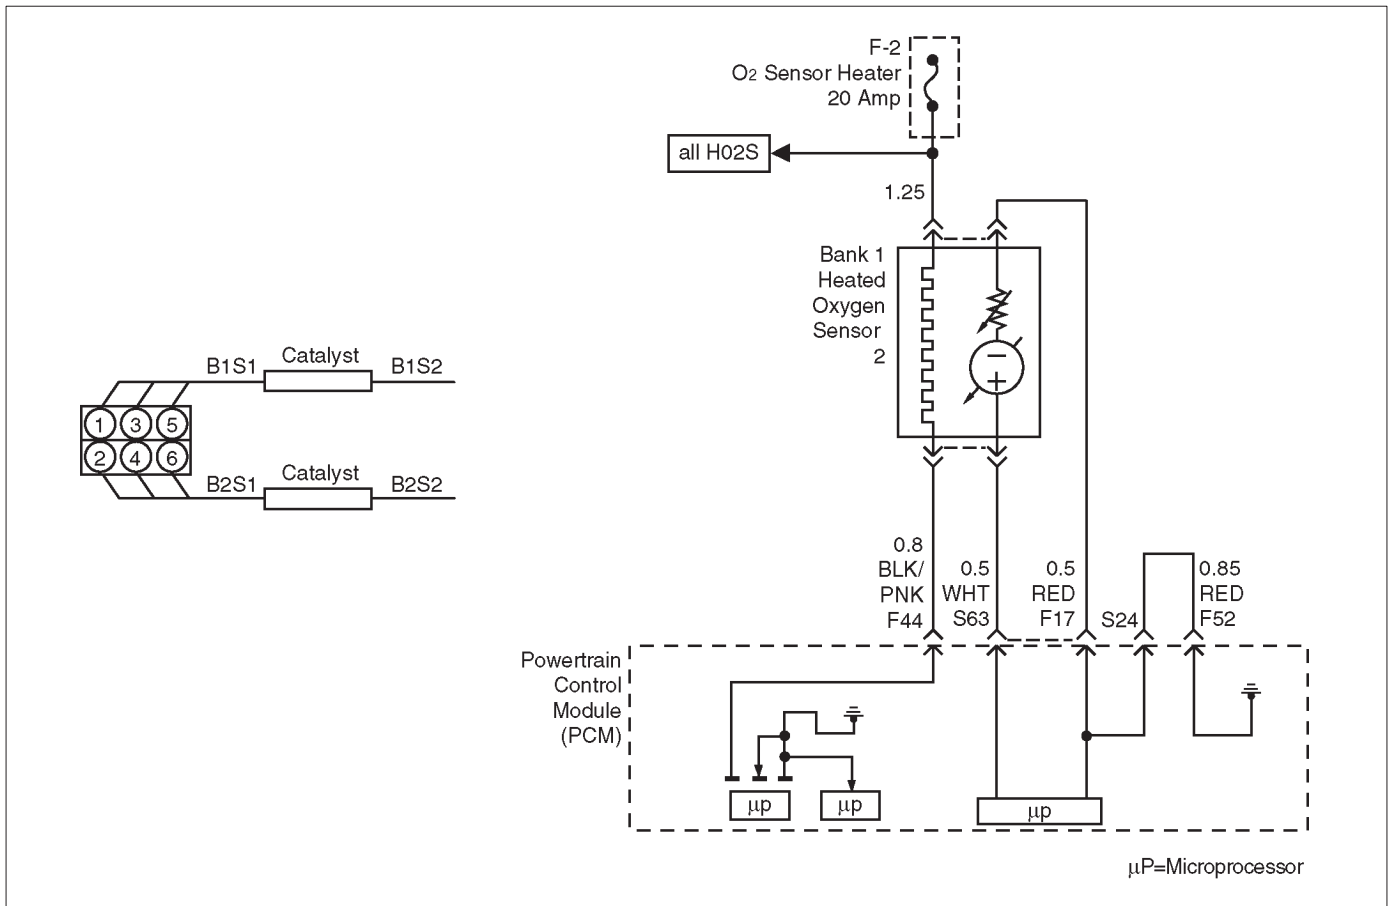 F-2
O2 Sensor Heater
20 Amp
all H02S
1.25
Bank 1
Heated
Oxygen
Sensor
2
−
+
B1S1 Catalyst B1S2
1 3 5
2 4 6
B2S1 Catalyst B2S2
0.8
BLK/
PNK
F44
0.5
WHT
S63
0.5
RED
F17
S24
0.85
RED
F52
Powertrain
Control
Module
(PCM)
μp
μp
μp
μP=Microprocessor